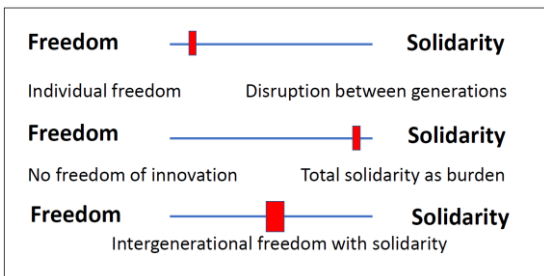 Freedom Solidarity
Individual freedom Disruption between generations
Freedom Solidarity
No freedom of innovation Total solidarity as burden
Freedom Solidarity
Intergenerational freedom with solidarity